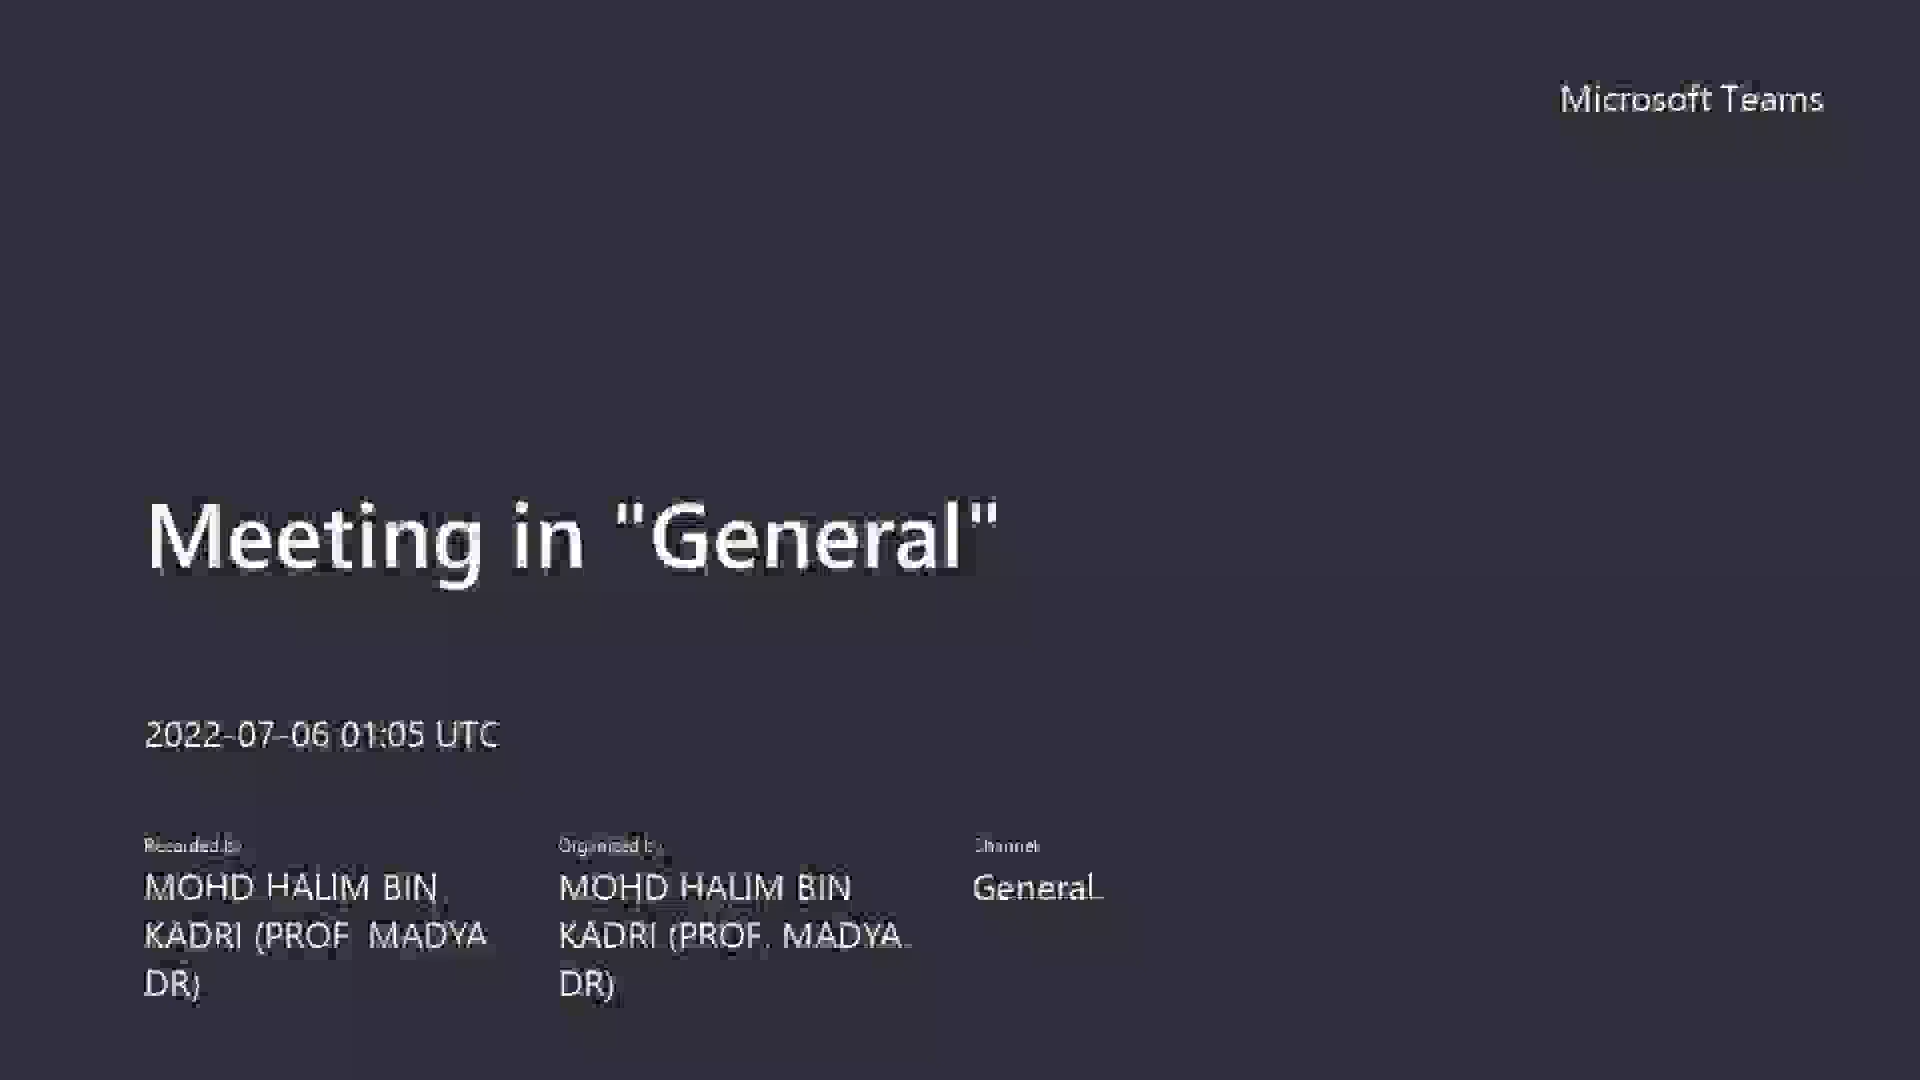 Microsoft Teams
Meeting in "General"
2022-07-06 01:05 UTC
Recorded by
Organized by
Channel
MOHD HALIM BIN
KADRI (PROF. MADYA
DR)
MOHD HALIM BIN
KADRI (PROF. MADYA
DR)
General